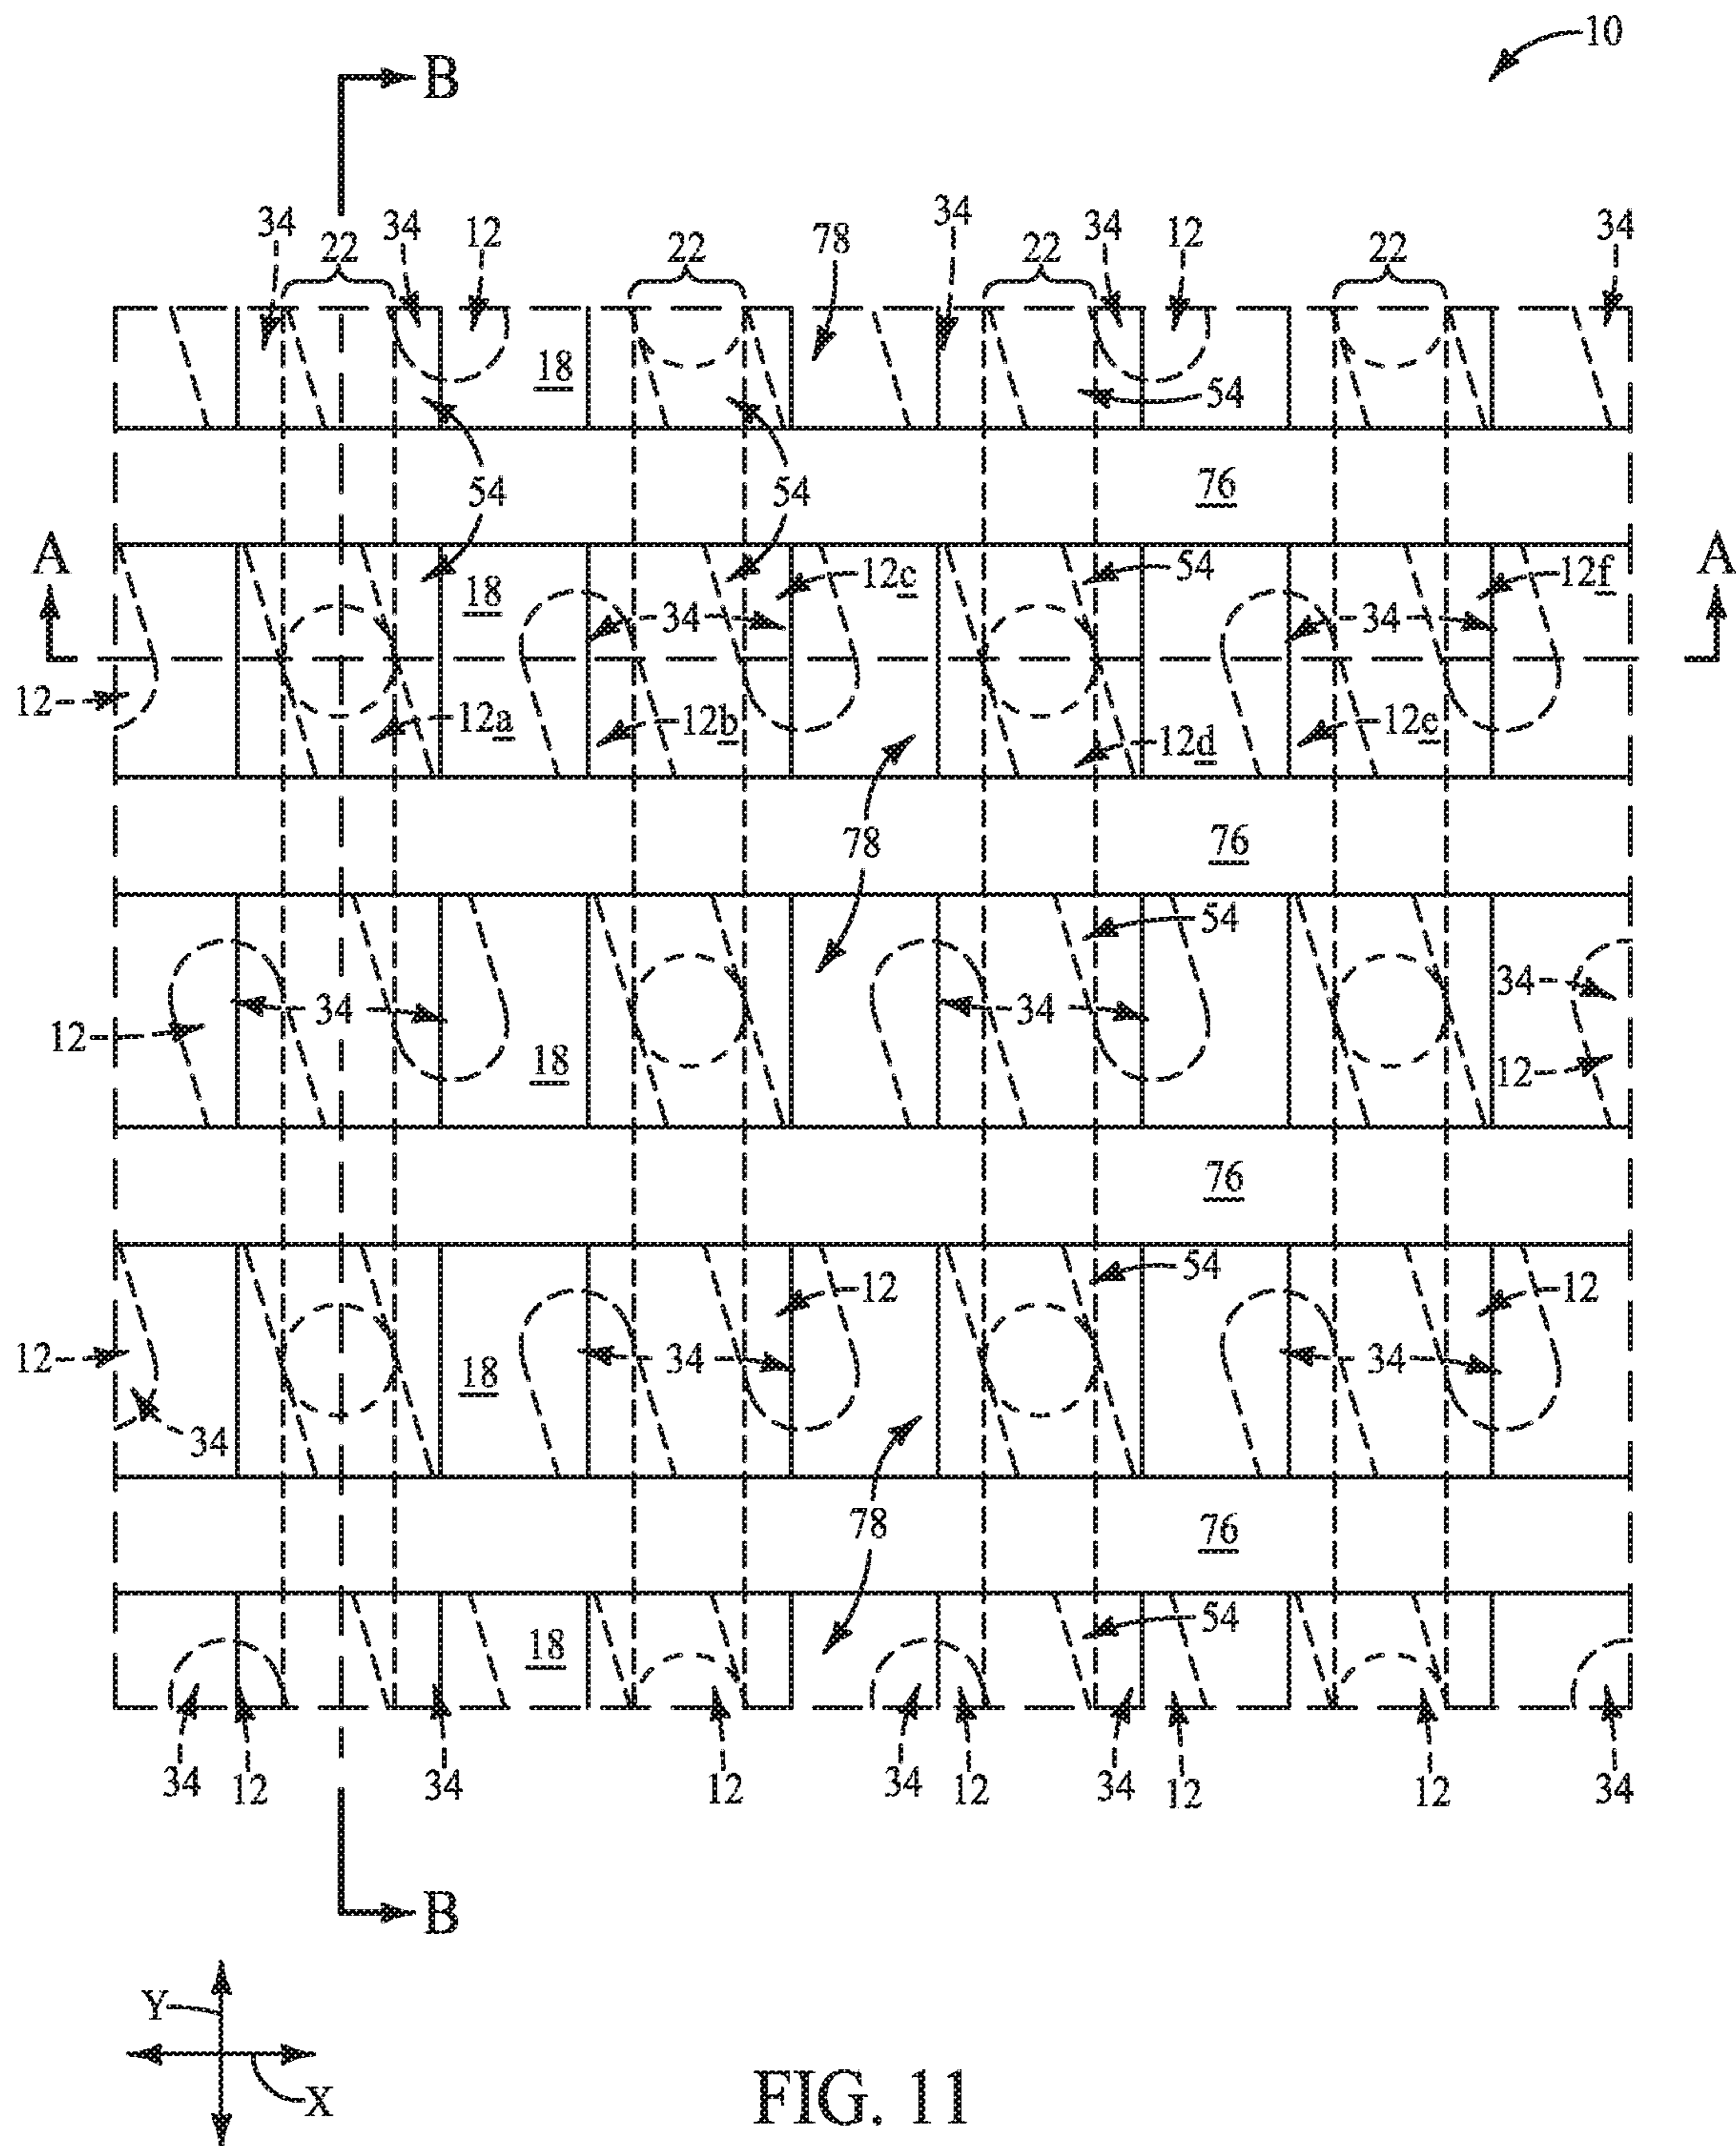 10
B
34 22 34 12 22 78 34 22 34 12 22 34
18 54
54 54 76
A A
18 12c 54 12f
34 34
12 12a 12b 12d 12e
78 76
54
34 34 34
12 18 12
76
54
12 12
12 34 34
18
34
78 76
18 54
34 12 34 12 34 12 34 12 12 34
B
Y
X
FIG. 11